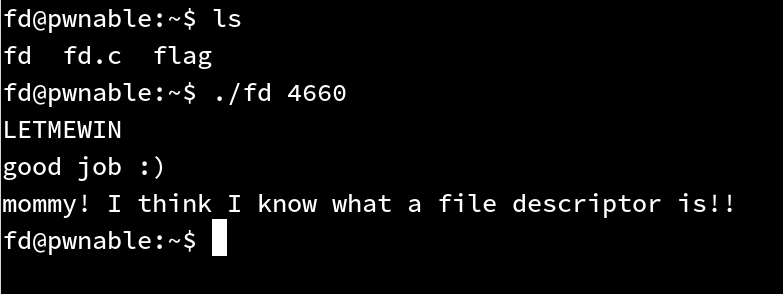 fd@pwnable:~$ ls
fd  fd.c  flag
fd@pwnable:~$ ./fd 4660
LETMEWIN
good job :)
mommy! I think I know what a file descriptor is!!
fd@pwnable:~$